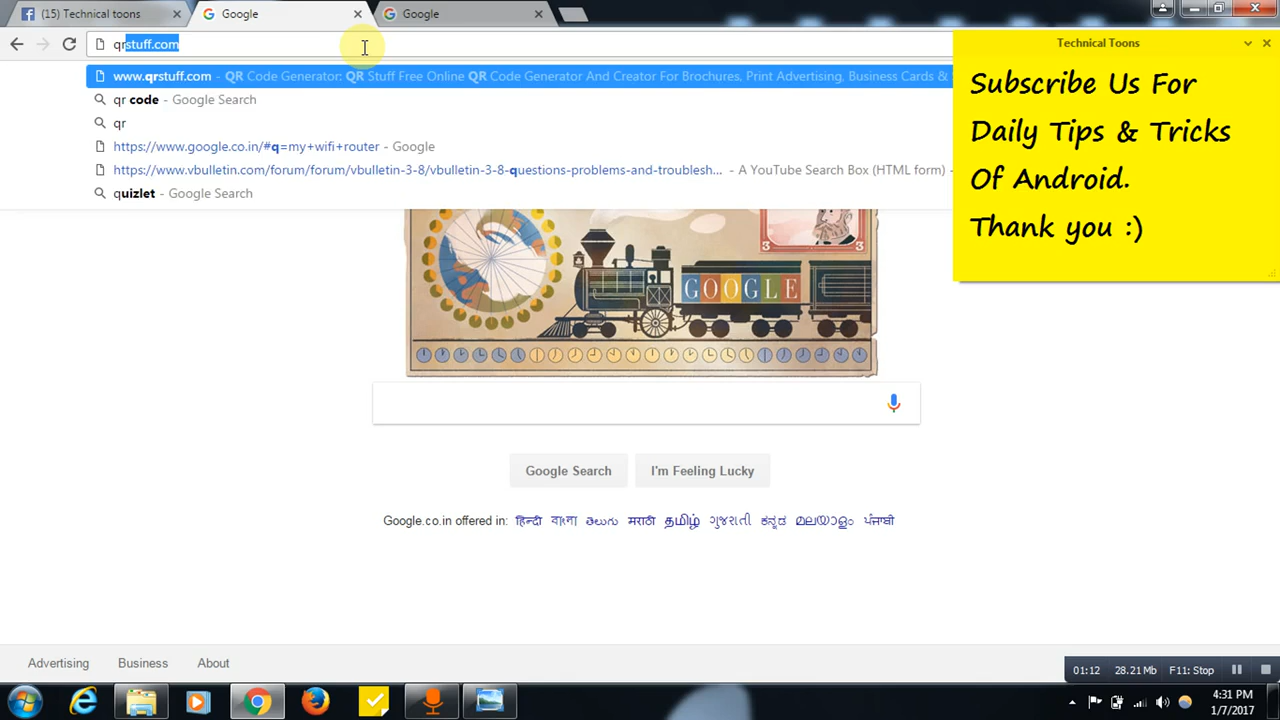 (15) Technical toons
Google
Google
qrstuff.com
www.qrstuff.com - QR Code Generator: QR Stuff Free Online QR Code Generator And Creator For Brochures, Print Advertising, Business Cards &
qr code - Google Search
qr
https://www.google.co.in/#q=my+wifi+router - Google
https://www.vbulletin.com/forum/forum/vbulletin-3-8/vbulletin-3-8-questions-problems-and-troublesh... - A YouTube Search Box (HTML form) -
quizlet - Google Search
Technical Toons
Subscribe Us For
Daily Tips & Tricks
Of Android.
Thank you :)
3 3
GOOGLE
Google Search
I'm Feeling Lucky
Google.co.in offered in: हिन्दी বাংলা తెలుగు मराठी தமிழ் ગુજરાતી ಕನ್ನಡ മലയാളം ਪੰਜਾਬੀ
Advertising Business About
01:12 28.21Mb F11: Stop
4:31 PM
1/7/2017